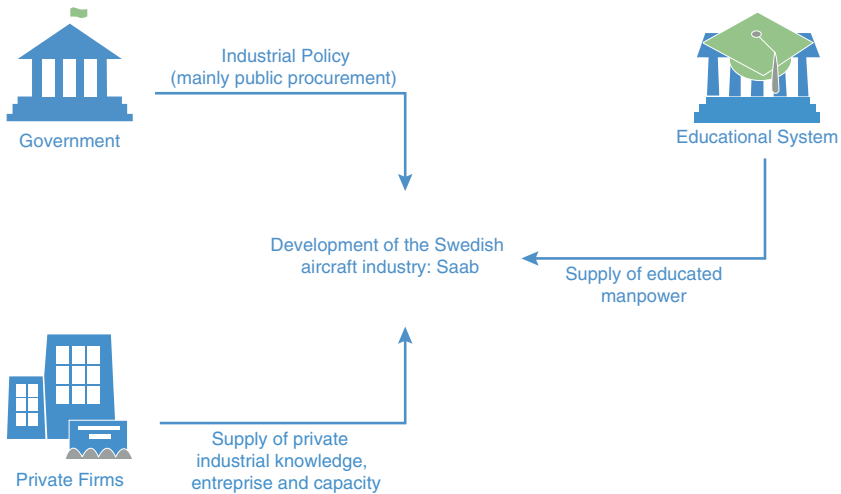 Industrial Policy
(mainly public procurement)
Government
Educational System
Development of the Swedish
aircraft industry: Saab
Supply of educated
manpower
Supply of private
industrial knowledge,
entreprise and capacity
Private Firms